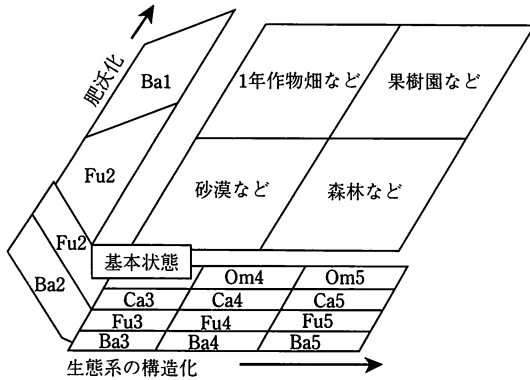 肥沃化
Ba1
1年作物畑など
果樹園など
Fu2
砂漠など
森林など
Fu2
Ba2
基本状態
Om4
Om5
Ca3
Ca4
Ca5
Fu3
Fu4
Fu5
Ba3
Ba4
Ba5
生態系の構造化